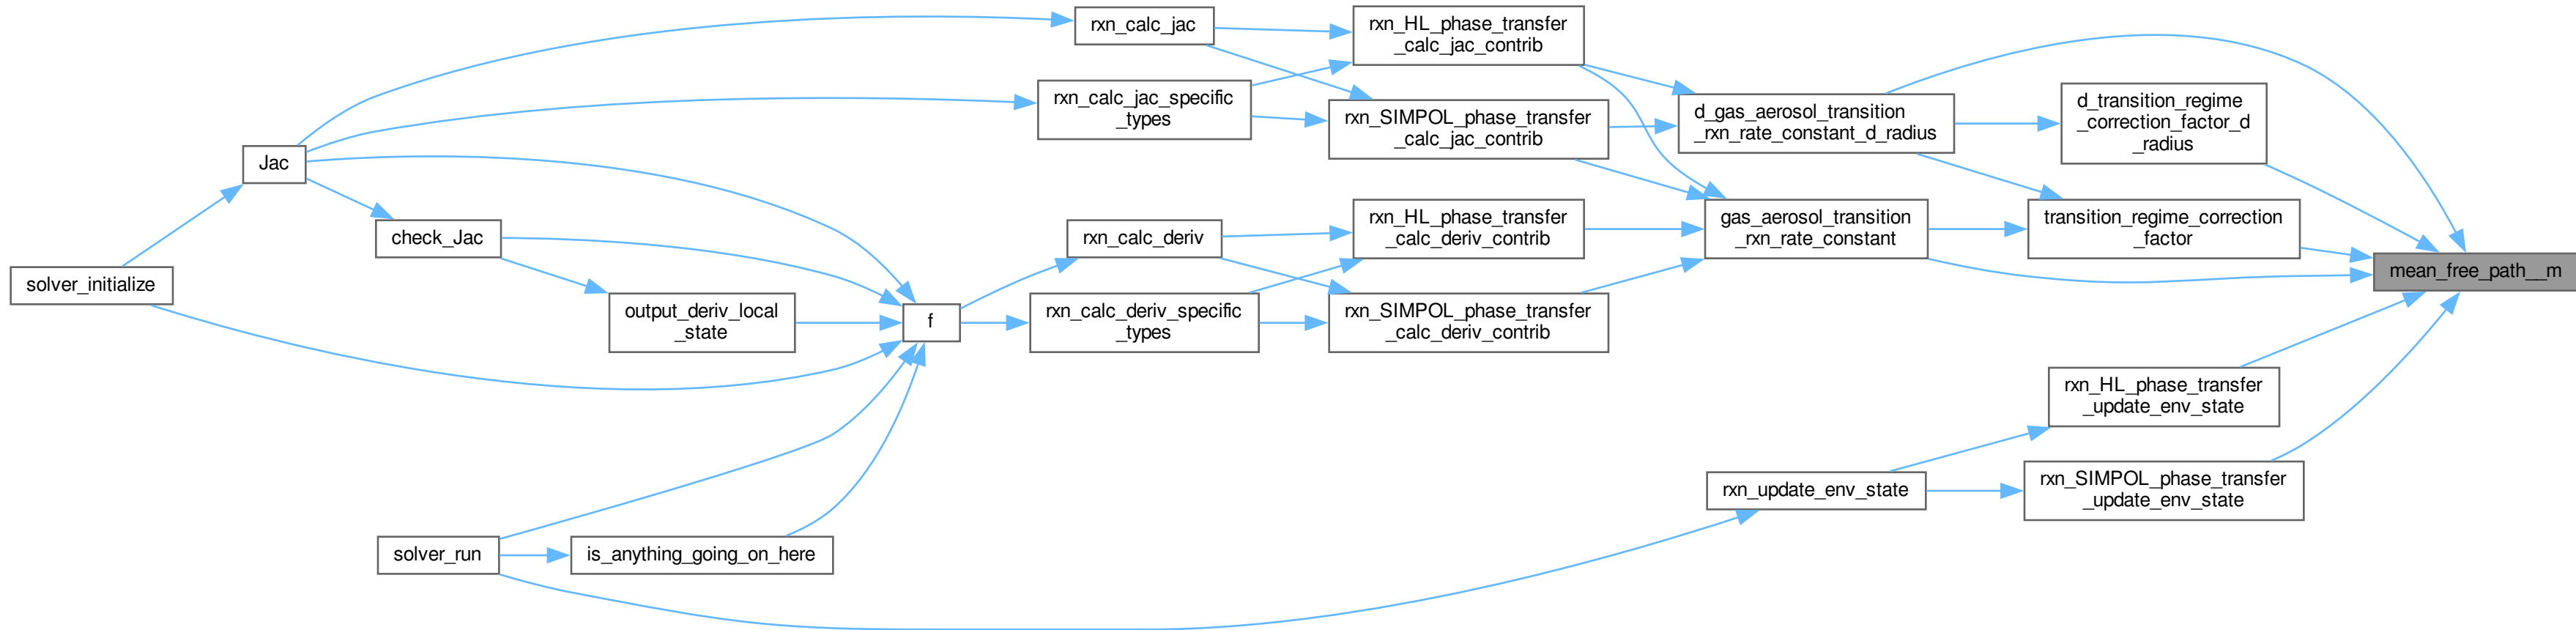 rxn_calc_jac
rxn_HL_phase_transfer
_calc_jac_contrib
rxn_calc_jac_specific
_types
rxn_SIMPOL_phase_transfer
_calc_jac_contrib
d_gas_aerosol_transition
_rxn_rate_constant_d_radius
d_transition_regime
_correction_factor_d
_radius
Jac
check_Jac
rxn_calc_deriv
rxn_HL_phase_transfer
_calc_deriv_contrib
gas_aerosol_transition
_rxn_rate_constant
transition_regime_correction
_factor
mean_free_path__m
solver_initialize
output_deriv_local
_state
f
rxn_calc_deriv_specific
_types
rxn_SIMPOL_phase_transfer
_calc_deriv_contrib
rxn_HL_phase_transfer
_update_env_state
rxn_update_env_state
rxn_SIMPOL_phase_transfer
_update_env_state
solver_run
is_anything_going_on_here